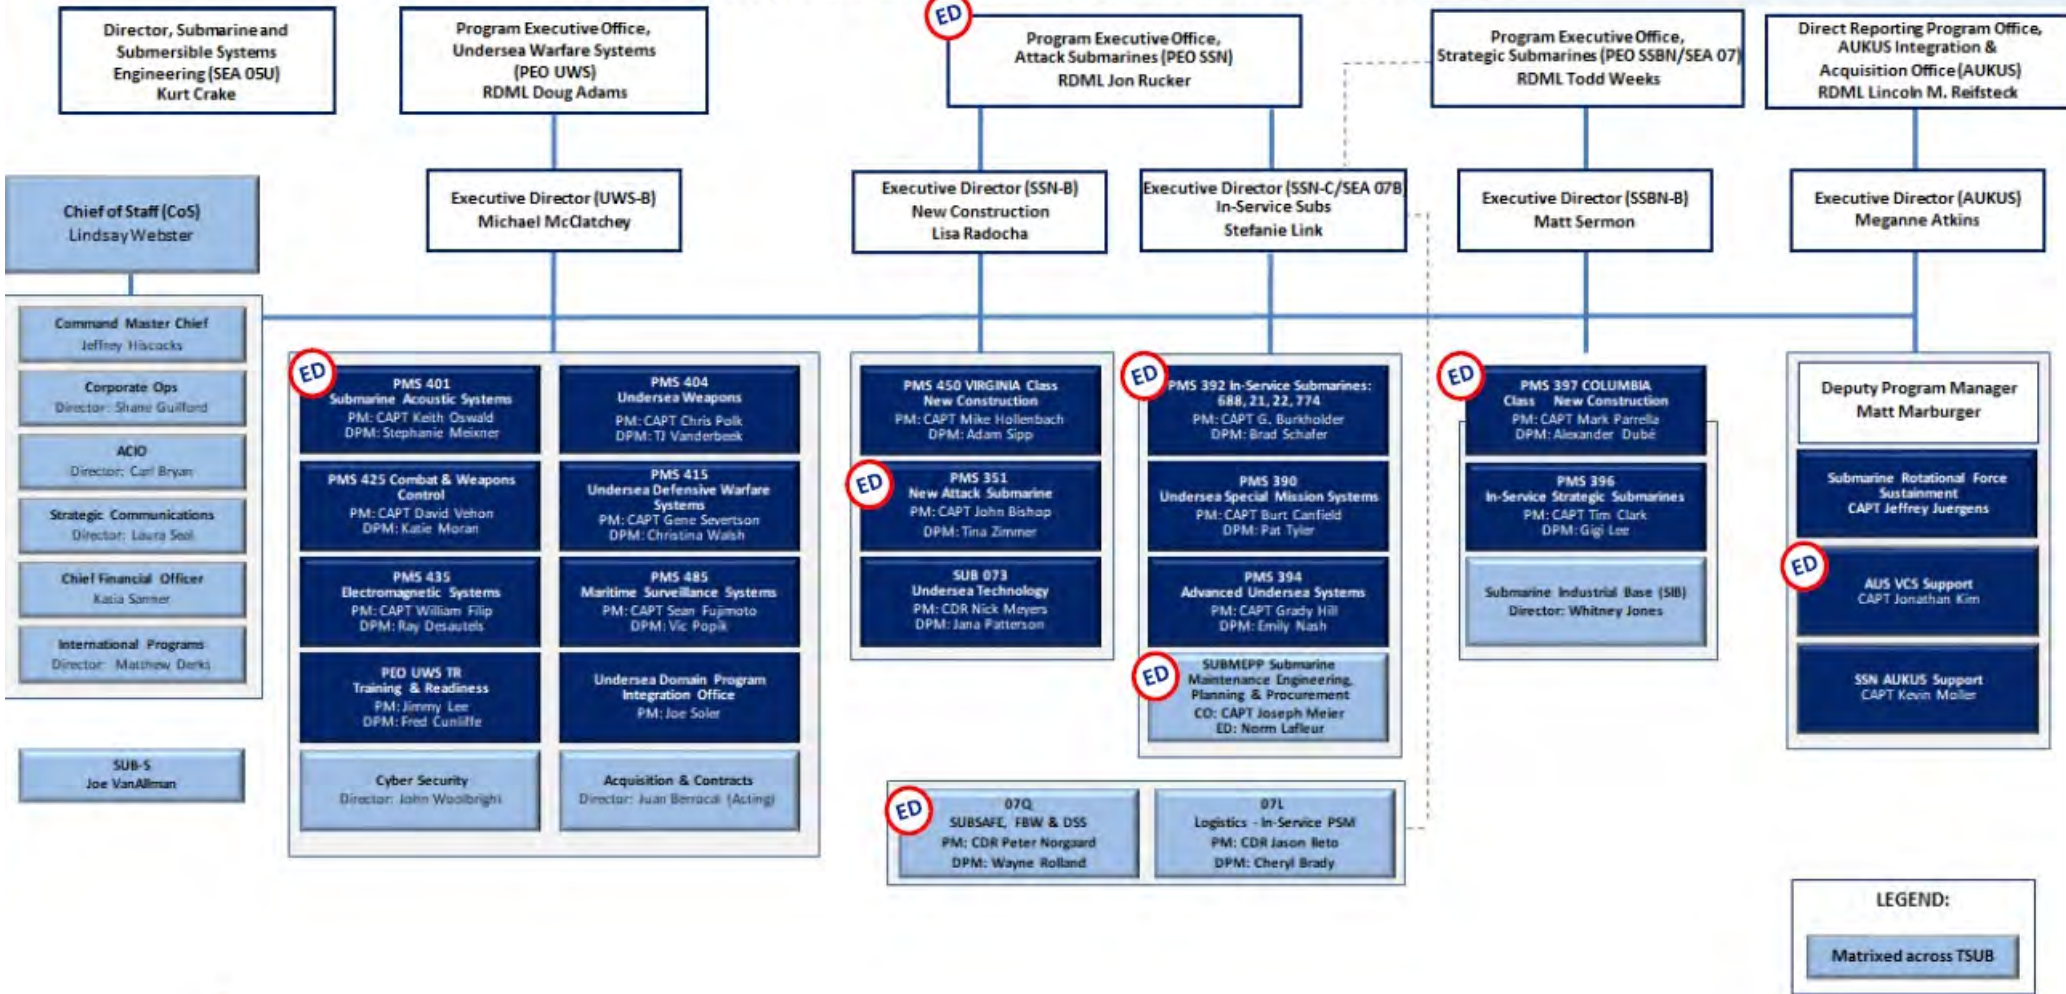 Director, Submarine and
Submersible Systems
Engineering (SEA 05U)
Kurt Crake
Program Executive Office,
Undersea Warfare Systems
(PEO UWS)
RDML Doug Adams
ED
Program Executive Office,
Attack Submarines (PEO SSN)
RDML Jon Rucker
Program Executive Office,
Strategic Submarines (PEO SSBN/SEA 07)
RDML Todd Weeks
Direct Reporting Program Office,
AUKUS Integration &
Acquisition Office (AUKUS)
RDML Lincoln M. Reifsteck
Chief of Staff (CoS)
Lindsay Webster
Executive Director (UWS-B)
Michael McClatchey
Executive Director (SSN-B)
New Construction
Lisa Radocha
Executive Director (SSN-C/SEA 07B)
In-Service Subs
Stefanie Link
Executive Director (SSBN-B)
Matt Sermon
Executive Director (AUKUS)
Meganne Atkins
Command Master Chief
Jeffrey Hiscocks
Corporate Ops
Director: Shane Guilford
ACIO
Director: Carl Bryan
Strategic Communications
Director: Laura Seal
Chief Financial Officer
Katia
International Programs
Director: Matthew Derks
SUB-S
Joe VanAllman
ED
PMS 401
Submarine Acoustic Systems
PM: CAPT Keith Oswald
DPM: Stephanie Meixner
PMS 404
Undersea Weapons
PM: CAPT Chris Polk
DPM: TJ Vanderbeek
PMS 425 Combat & Weapons
Control
PM: CAPT David Vehon
DPM: Katie Moran
PMS 415
Undersea Defensive Warfare
Systems
PM: CAPT Gene Severtson
DPM: Christina Walsh
PMS 435
Electromagnetic Systems
PM: CAPT William Filip
DPM: Ray Desautels
PMS 485
Maritime Surveillance Systems
PM: CAPT Sean Fujimoto
DPM: Vic Popik
PEO UWS TR
Training & Readiness
PM: Jimmy Lee
DPM: Fred Cunliffe
Undersea Domain Program
Integration Office
PM: Joe Soler
Cyber Security
Director: John Woolbright
Acquisition & Contracts
Director: Juan Berrocal (Acting)
PMS 450 VIRGINIA Class
New Construction
PM: CAPT Mike Hollenbach
DPM: Adam Sipp
ED
PMS 351
New Attack Submarine
PM: CAPT John Bishop
DPM: Tina Zimmer
SUB 073
Undersea Technology
PM: CDR Nick Meyers
DPM: Jana Patterson
ED
PMS 392 In-Service Submarines:
688, 21, 22, 774
PM: CAPT G. Burkholder
DPM: Brad Schafer
PMS 390
Undersea Special Mission Systems
PM: CAPT Burt Canfield
DPM: Pat Tyler
PMS 394
Advanced Undersea Systems
PM: CAPT Grady Hill
DPM: Emily Nash
ED
SUBMEPP Submarine
Maintenance Engineering,
Planning & Procurement
CO: CAPT Joseph Meier
ED: Norm Lafleur
ED
07Q
SUBSAFE, FBW & DSS
PM: CDR Peter Norgaard
DPM: Wayne Rolland
07L
Logistics - In-Service PSM
PM: CDR Jason
DPM: Cheryl Brady
ED
PMS 397 COLUMBIA
Class New Construction
PM: CAPT Mark Parrella
DPM: Alexander Dubé
PMS 396
In-Service Strategic Submarines
PM: CAPT Tim Clark
DPM: Gigi Lee
Submarine Industrial Base (SIB)
Director: Whitney Jones
Deputy Program Manager
Matt Marburger
Submarine Rotational Force
Sustainment
CAPT Jeffrey Juergens
ED
AUS VCS Support
CAPT Jonathan Kim
SSN AUKUS Support
CAPT Kevin Moller
LEGEND:
Matrixed across TSUB